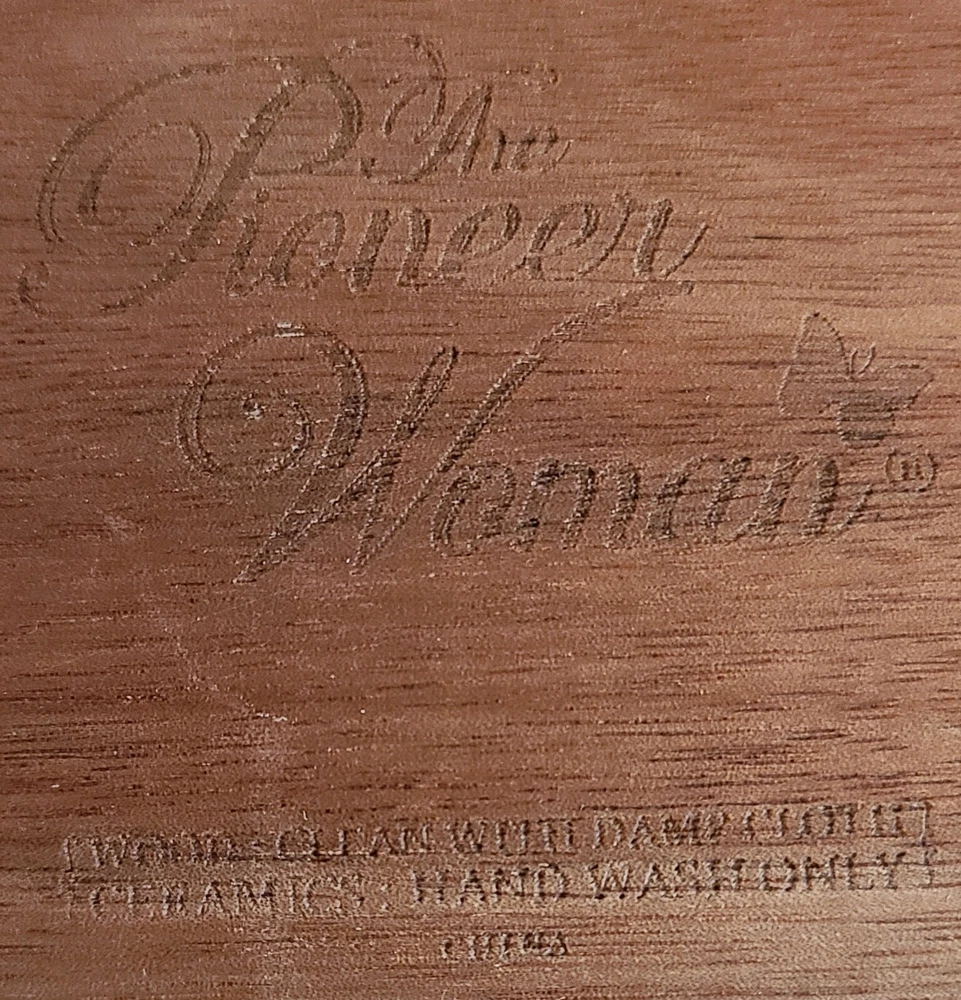 The
Pioneer
Woman®
[WOOD: CLEAN WITH DAMP CLOTH]
[CERAMICS: HAND WASH ONLY]
CHINA